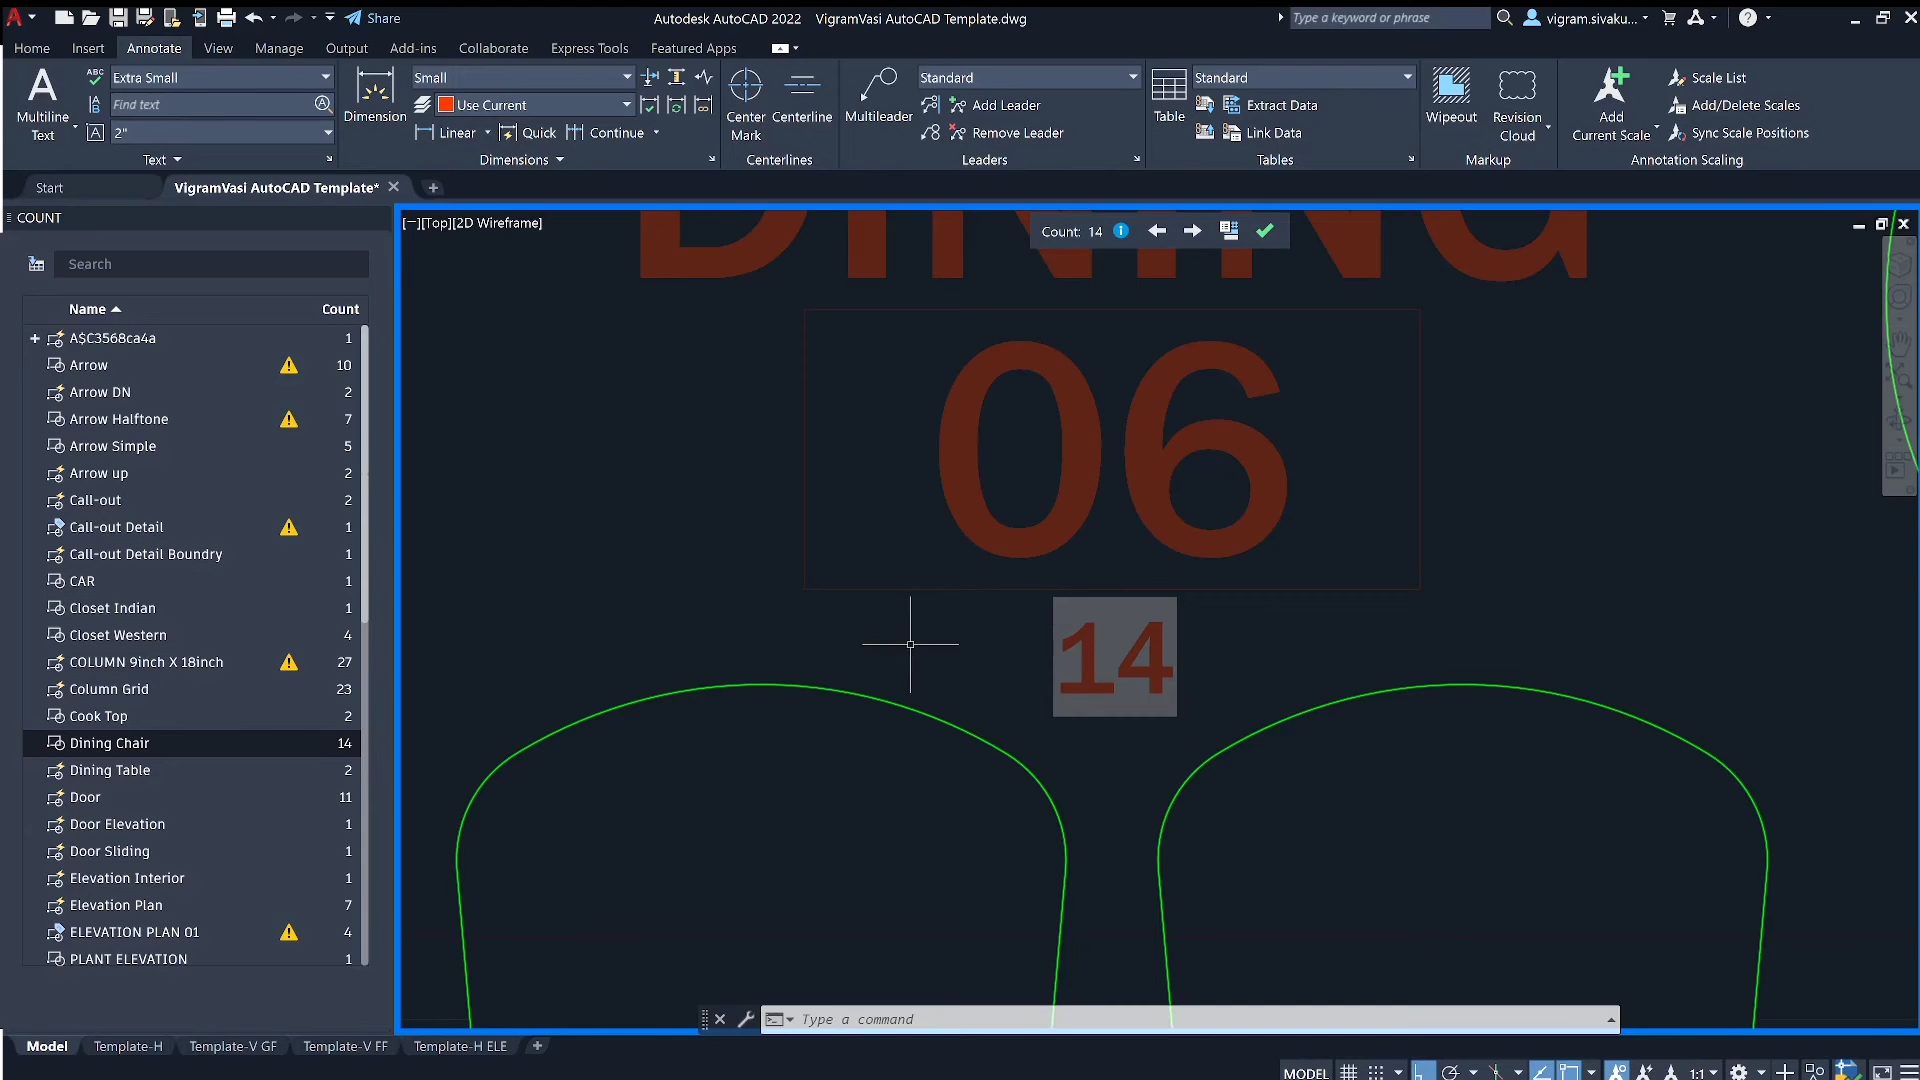 Share
Autodesk AutoCAD 2022 VigramVasi AutoCAD Template.dwg
Type a keyword or phrase
vigram.sivaku...
Home Insert Annotate View Manage Output Add-ins Collaborate Express Tools Featured Apps
A Multiline Text
ABC
Extra Small
Find text
2"
Text
Dimension
Small
Use Current
Linear Quick Continue
Dimensions
Center Mark
Centerline
Centerlines
Multileader
Standard
Add Leader
Remove Leader
Leaders
Table
Standard
Extract Data
Link Data
Tables
Wipeout
Revision Cloud
Markup
Add Current Scale
Scale List
Add/Delete Scales
Sync Scale Positions
Annotation Scaling
Start
VigramVasi AutoCAD Template*
COUNT
Search
Name Count
A$C3568ca4a 1
Arrow 10
Arrow DN 2
Arrow Halftone 7
Arrow Simple 5
Arrow up 2
Call-out 2
Call-out Detail 1
Call-out Detail Boundry 1
CAR 1
Closet Indian 1
Closet Western 4
COLUMN 9inch X 18inch 27
Column Grid 23
Cook Top 2
Dining Chair 14
Dining Table 2
Door 11
Door Elevation 1
Door Sliding 1
Elevation Interior 1
Elevation Plan 7
ELEVATION PLAN 01 4
PLANT ELEVATION 1
[−][Top][2D Wireframe]
Count: 14
DINING
06
14
Type a command
Model Template-H Template-V GF Template-V FF Template-H ELE
MODEL 1:1